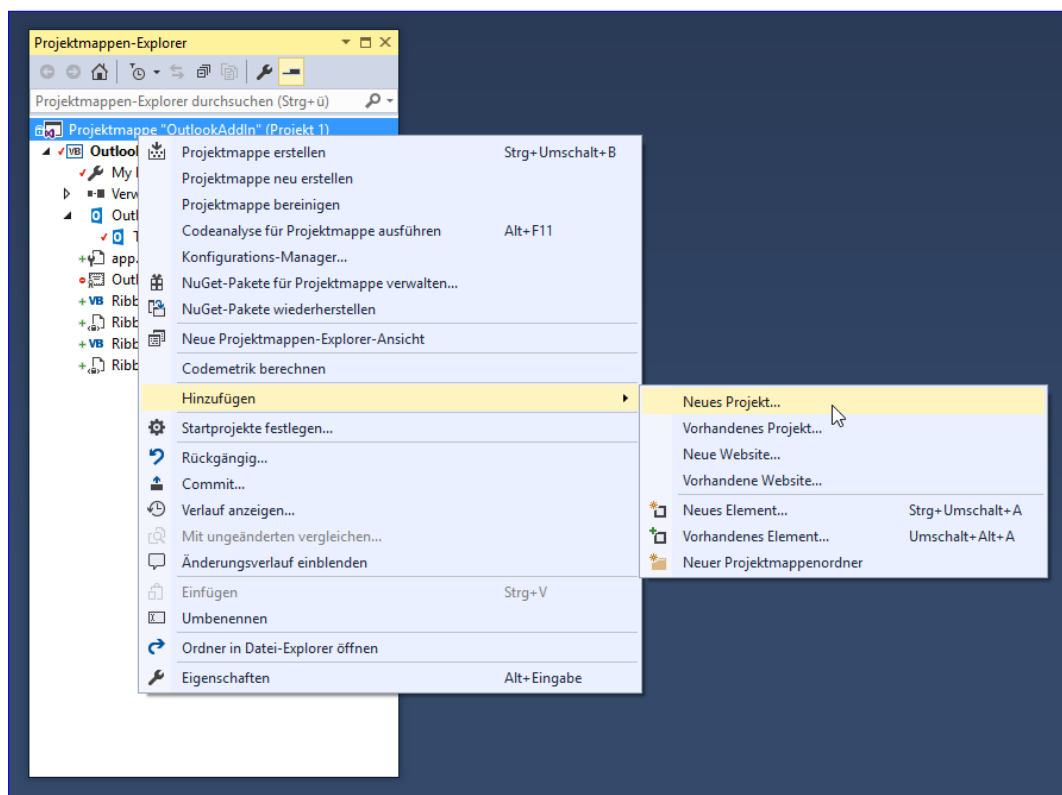 Projektmappen-Explorer
Projektmappen-Explorer durchsuchen (Strg+ü)
Projektmappe "OutlookAddIn" (Projekt 1)
VB Outlool
My
Verw
Outl
T
app.
Outl
VB Ribb
Ribb
VB Ribb
Ribb
Projektmappe erstellen Strg+Umschalt+B
Projektmappe neu erstellen
Projektmappe bereinigen
Codeanalyse für Projektmappe ausführen Alt+F11
Konfigurations-Manager...
NuGet-Pakete für Projektmappe verwalten...
NuGet-Pakete wiederherstellen
Neue Projektmappen-Explorer-Ansicht
Codemetrik berechnen
Hinzufügen
Startprojekte festlegen...
Rückgängig...
Commit...
Verlauf anzeigen...
Mit ungeänderten vergleichen...
Änderungsverlauf einblenden
Einfügen Strg+V
Umbenennen
Ordner in Datei-Explorer öffnen
Eigenschaften Alt+Eingabe
Neues Projekt...
Vorhandenes Projekt...
Neue Website...
Vorhandene Website...
Neues Element... Strg+Umschalt+A
Vorhandenes Element... Umschalt+Alt+A
Neuer Projektmappenordner